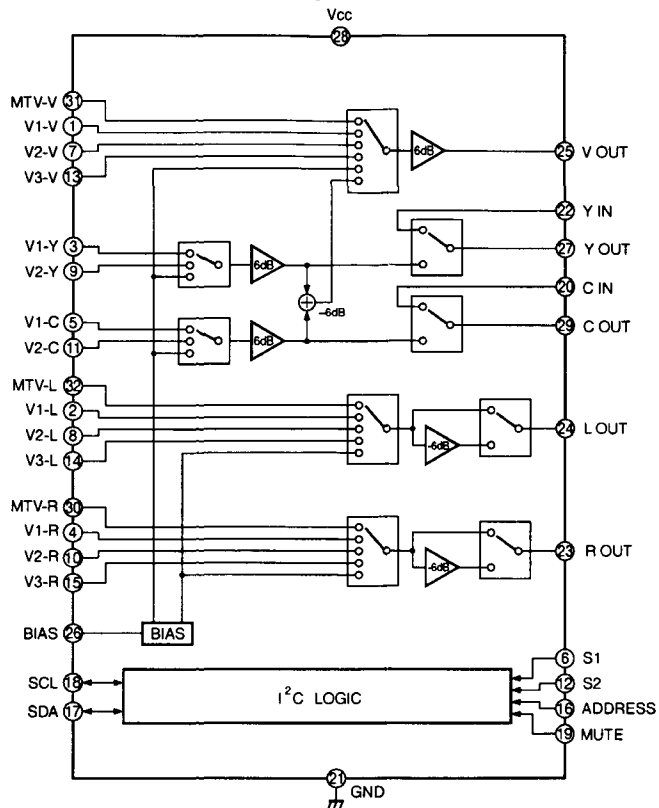 Vcc
28
MTV-V 31
V1-V 1
V2-V 7
V3-V 13
6dB
25 V OUT
22 Y IN
V1-Y 3
V2-Y 9
6dB
27 Y OUT
20 C IN
-6dB
V1-C 5
V2-C 11
6dB
29 C OUT
MTV-L 32
V1-L 2
V2-L 8
V3-L 14
-6dB
24 L OUT
MTV-R 30
V1-R 4
V2-R 10
V3-R 15
-6dB
23 R OUT
BIAS 26
BIAS
SCL 18
SDA 17
I²C LOGIC
6 S1
12 S2
16 ADDRESS
19 MUTE
21 GND